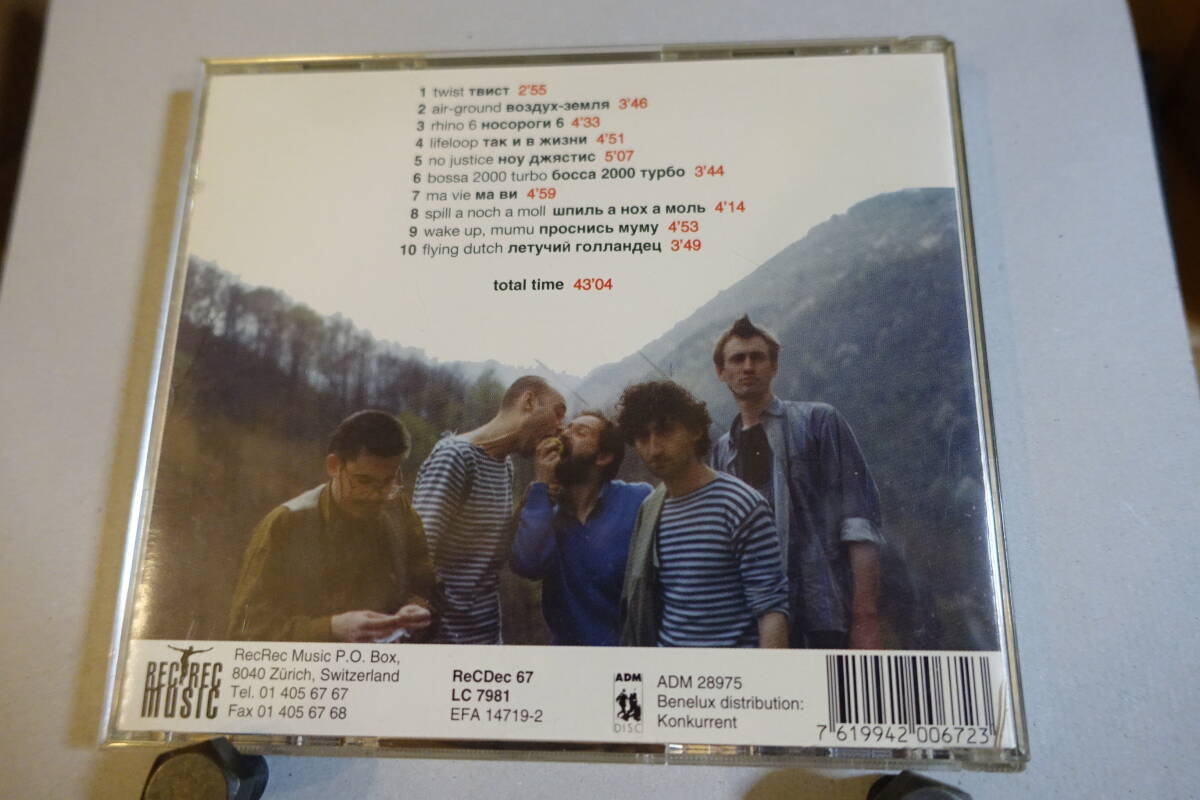 1 twist твист 2'55
2 air-ground воздух-земля 3'46
3 rhino 6 носороги 6 4'33
4 lifeloop так и в жизни 4'51
5 no justice ноу джястис 5'07
6 bossa 2000 turbo босса 2000 турбо 3'44
7 ma vie ма ви 4'59
8 spill a noch a moll шпиль а нох а моль 4'14
9 wake up, mumu проснись муму 4'53
10 flying dutch летучий голландец 3'49
total time 43'04
REC REC
MUSIC
RecRec Music P.O. Box,
8040 Zürich, Switzerland
Tel. 01 405 67 67
Fax 01 405 67 68
ReCDec 67
LC 7981
EFA 14719-2
ADM
DISC
ADM 28975
Benelux distribution:
Konkurrent
7 619942 006723